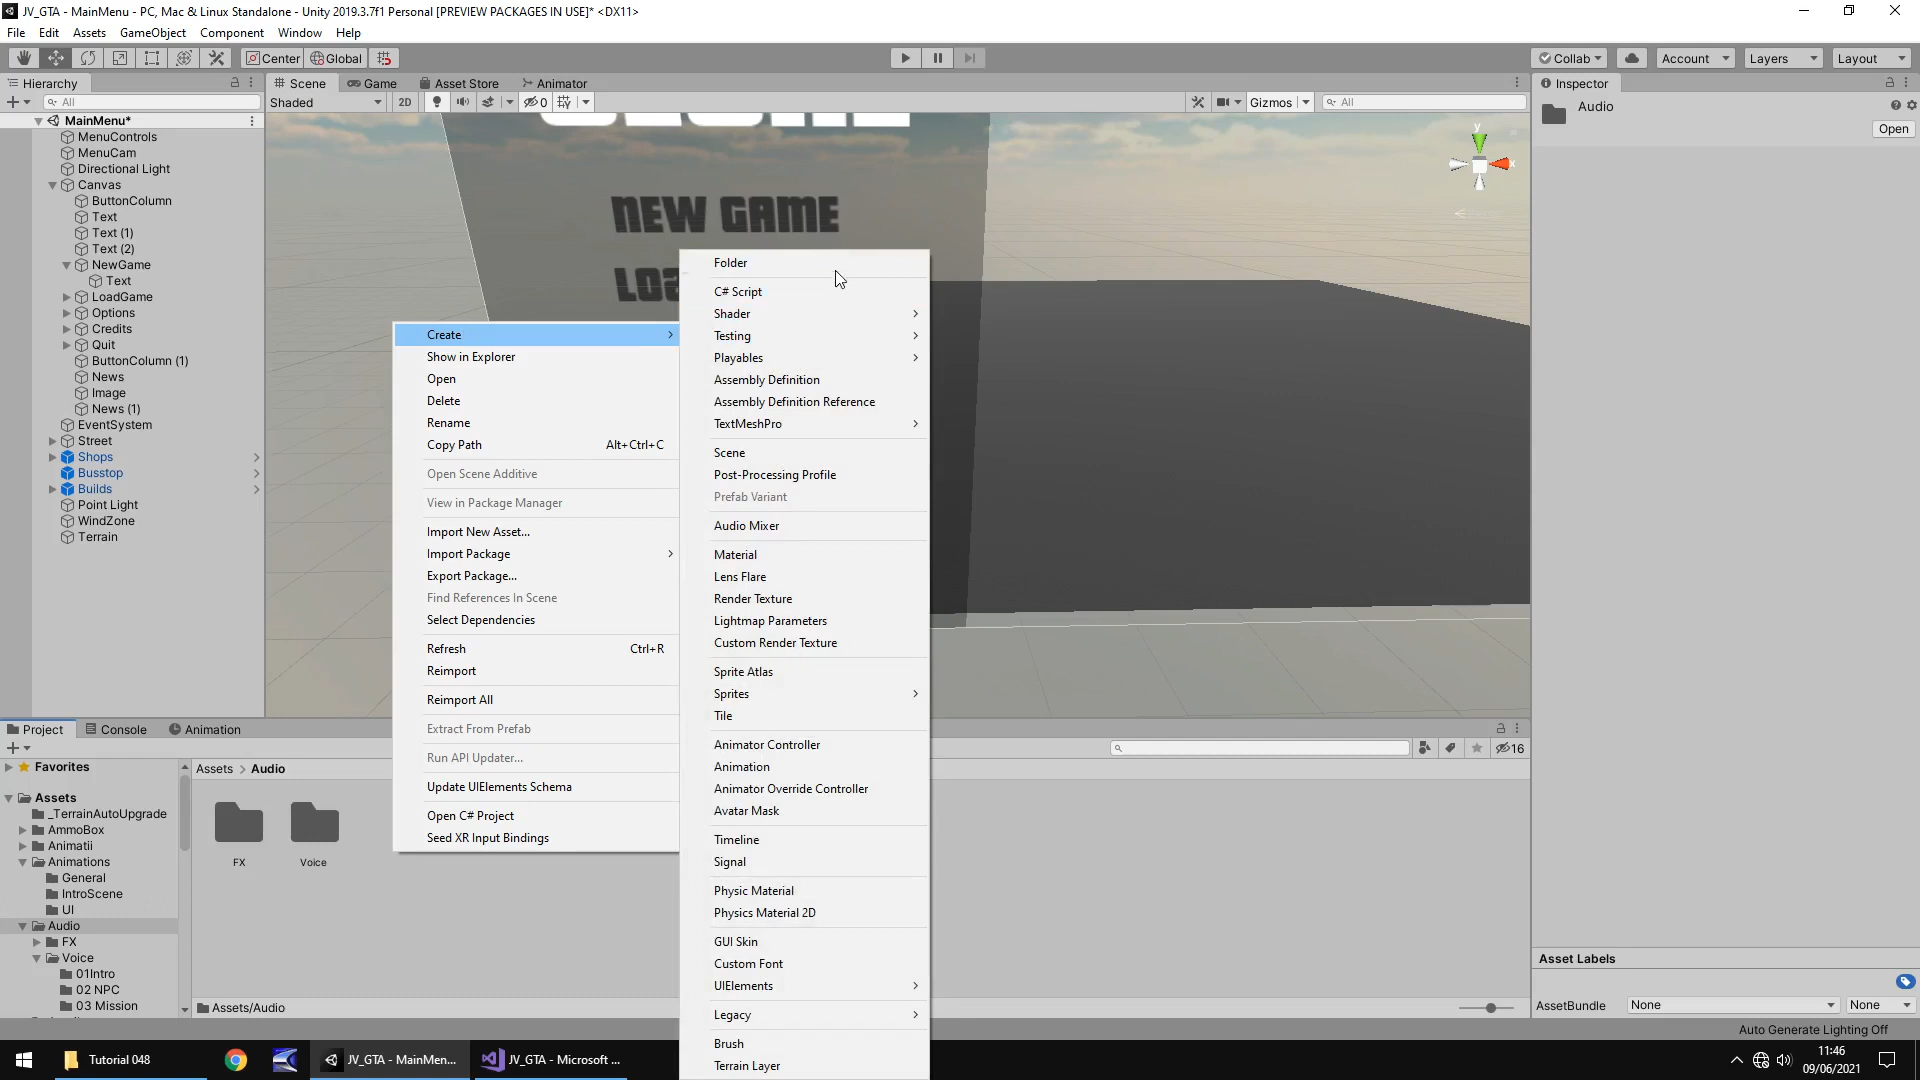 JV_GTA - MainMenu - PC, Mac & Linux Standalone - Unity 2019.3.7f1 Personal [PREVIEW PACKAGES IN USE]* <DX11>
File Edit Assets GameObject Component Window Help
Center Global Collab Account Layers Layout
Hierarchy Scene Game Asset Store Animator Inspector
All Shaded 2D 0 Gizmos All Audio
Open
MainMenu*
MenuControls
MenuCam
Directional Light
Canvas
ButtonColumn
Text
Text (1)
Text (2)
NewGame
Text
LoadGame
Options
Credits
Quit
ButtonColumn (1)
News
Image
News (1)
EventSystem
Street
Shops
Busstop
Builds
Point Light
WindZone
Terrain
y
x
NEW GAME
Create
Show in Explorer
Open
Delete
Rename
Copy Path Alt+Ctrl+C
Open Scene Additive
View in Package Manager
Import New Asset...
Import Package
Export Package...
Find References In Scene
Select Dependencies
Refresh Ctrl+R
Reimport
Reimport All
Extract From Prefab
Run API Updater...
Update UIElements Schema
Open C# Project
Seed XR Input Bindings
Folder
C# Script
Shader
Testing
Playables
Assembly Definition
Assembly Definition Reference
TextMeshPro
Scene
Post-Processing Profile
Prefab Variant
Audio Mixer
Material
Lens Flare
Render Texture
Lightmap Parameters
Custom Render Texture
Sprite Atlas
Sprites
Tile
Animator Controller
Animation
Animator Override Controller
Avatar Mask
Timeline
Signal
Physic Material
Physics Material 2D
GUI Skin
Custom Font
UIElements
Legacy
Brush
Terrain Layer
Project Console Animation
16
Favorites
Assets
_TerrainAutoUpgrade
AmmoBox
Animatii
Animations
General
IntroScene
UI
Audio
FX
Voice
01Intro
02 NPC
03 Mission
Assets > Audio
FX Voice
Assets/Audio
Asset Labels
AssetBundle None None
Auto Generate Lighting Off
Tutorial 048
JV_GTA - MainMen...
JV_GTA - Microsoft ...
11:46
09/06/2021